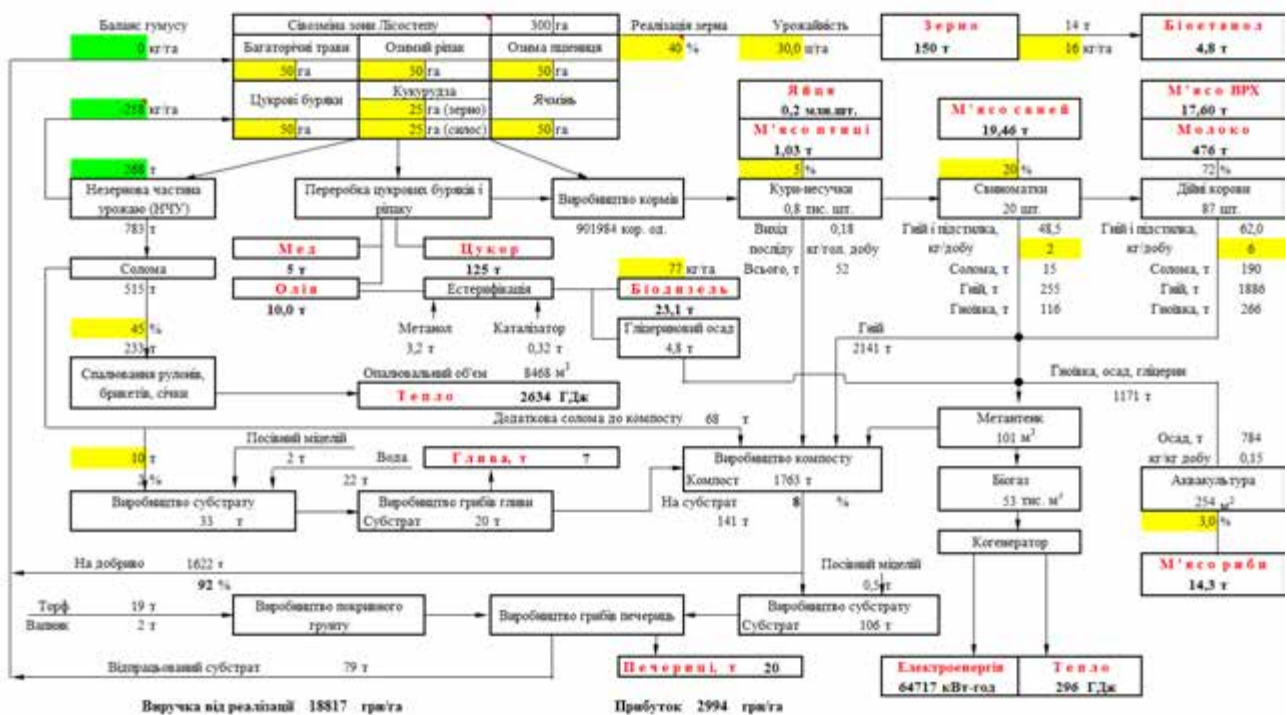 Баланс гумусу Сівозміна зони Лісостепу 300 га Реалізація зерна Урожайність Зерно 14 т Біоетанол
0 кг/га Багаторічні трави Озимий ріпак Озима пшениця 40 % 30,0 ц/га 150 т 16 кг/га 4,8 т
50 га 50 га 50 га
Цукрові буряки Кукурудза Ячмінь
-258 кг/га 25 га (зерно)
50 га 25 га (силос) 50 га
Яйця М'ясо ВРХ
0,2 млн.шт. М'ясо свиней 17,60 т
М'ясо птиці 19,46 т Молоко
1,03 т 476 т
268 т 5 % 20 % 72 %
Незернова частина урожаю (НЧУ) Переробка цукрових буряків і ріпаку Виробництво кормів Кури-несучки Свиноматки Дійні корови
0,8 тис. шт. 20 шт. 87 шт.
783 т 901984 кор. од.
Вихід посліду 0,18 кг/гол. добу Гній і підстилка, кг/добу 48,5 Гній і підстилка, кг/добу 62,0
2 6
Мед Цукор
5 т 125 т
Всього, т 52 Солома, т 15 Солома, т 190
Солома 77 кг/га
515 т Олія Естерифікація Біодизель Гній, т 255 Гній, т 1886
10,0 т 23,1 т Гноївка, т 116 Гноївка, т 266
45 % Метанол Каталізатор Гліцериновий осад Гній
233 т 3,2 т 0,32 т 4,8 т 2141 т
Спалювання рулонів, брикетів, січки Опалювальний об'єм 8468 м³ Гноївка, осад, гліцерин
Тепло 2634 ГДж 1171 т
Додаткова солома до компосту 68 т Метантенк
101 м³
Посівний міцелій Осад, т 784
10 т 2 т Вода Глива, т 7 Виробництво компосту кг/кг добу 0,15
% 22 т Компост 1763 т Біогаз Аквакультура
Виробництво субстрату Виробництво грибів гливи На субстрат 8 % 53 тис. м³ 254 м²
33 т Субстрат 20 т 141 т 3,0 %
Когенератор
На добриво 1622 т Посівний міцелій М'ясо риби
92 % 0,5 т 14,3 т
Торф 19 т Виробництво покривного грунту Виробництво грибів печериць Виробництво субстрату
Вапняк 2 т Субстрат 106 т
Відпрацьований субстрат 79 т Печериці, т 20 Електроенергія Тепло
64717 кВт-год 296 ГДж
Виручка від реалізації 18817 грн/га Прибуток 2994 грн/га